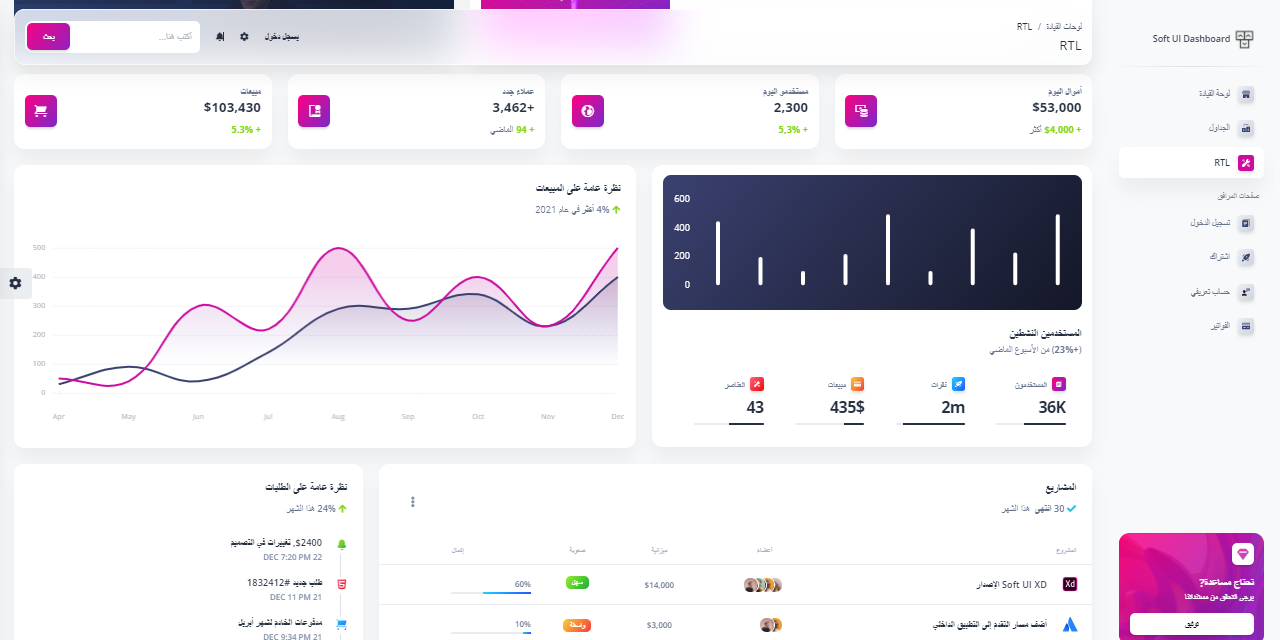 Soft UI Dashboard
لوحة القيادة
الجداول
RTL
صفحات المرافق
تسجيل الدخول
اشتراك
حساب تعريفي
الفواتير
تحتاج مساعدة?
يرجى التحقق من مستنداتنا
توثيق
لوحات القيادة / RTL
RTL
يسجل دخول
أكتب هنا...
بحث
أموال اليوم
$53,000
+ $4,000 أكثر
مستخدمو اليوم
2,300
+ 5,3%
عملاء جدد
+3,462
+ 94 الماضي
مبيعات
$103,430
+ 5.3%
600
400
200
0
المستخدمين النشطين
(+23%) من الأسبوع الماضي
المستخدمون
36K
نقرات
2m
مبيعات
435$
العناصر
43
نظرة عامة على المبيعات
4% أكثر في عام 2021
500
400
300
200
100
0
Apr May Jun Jul Aug Sep Oct Nov Dec
المشاريع
30 انتهى هذا الشهر
المشروع أعضاء ميزانية صعوبة إكمال
Soft UI XD الإصدار $14,000 سهل 60%
أضف مسار التقدم إلى التطبيق الداخلي $3,000 واسطة 10%
نظرة عامة على الطلبات
24% هذا الشهر
$2400, تغييرات في التصميم
22 DEC 7:20 PM
طلب جديد #1832412
21 DEC 11 PM
مدفوعات الخادم لشهر أبريل
21 DEC 9:34 PM